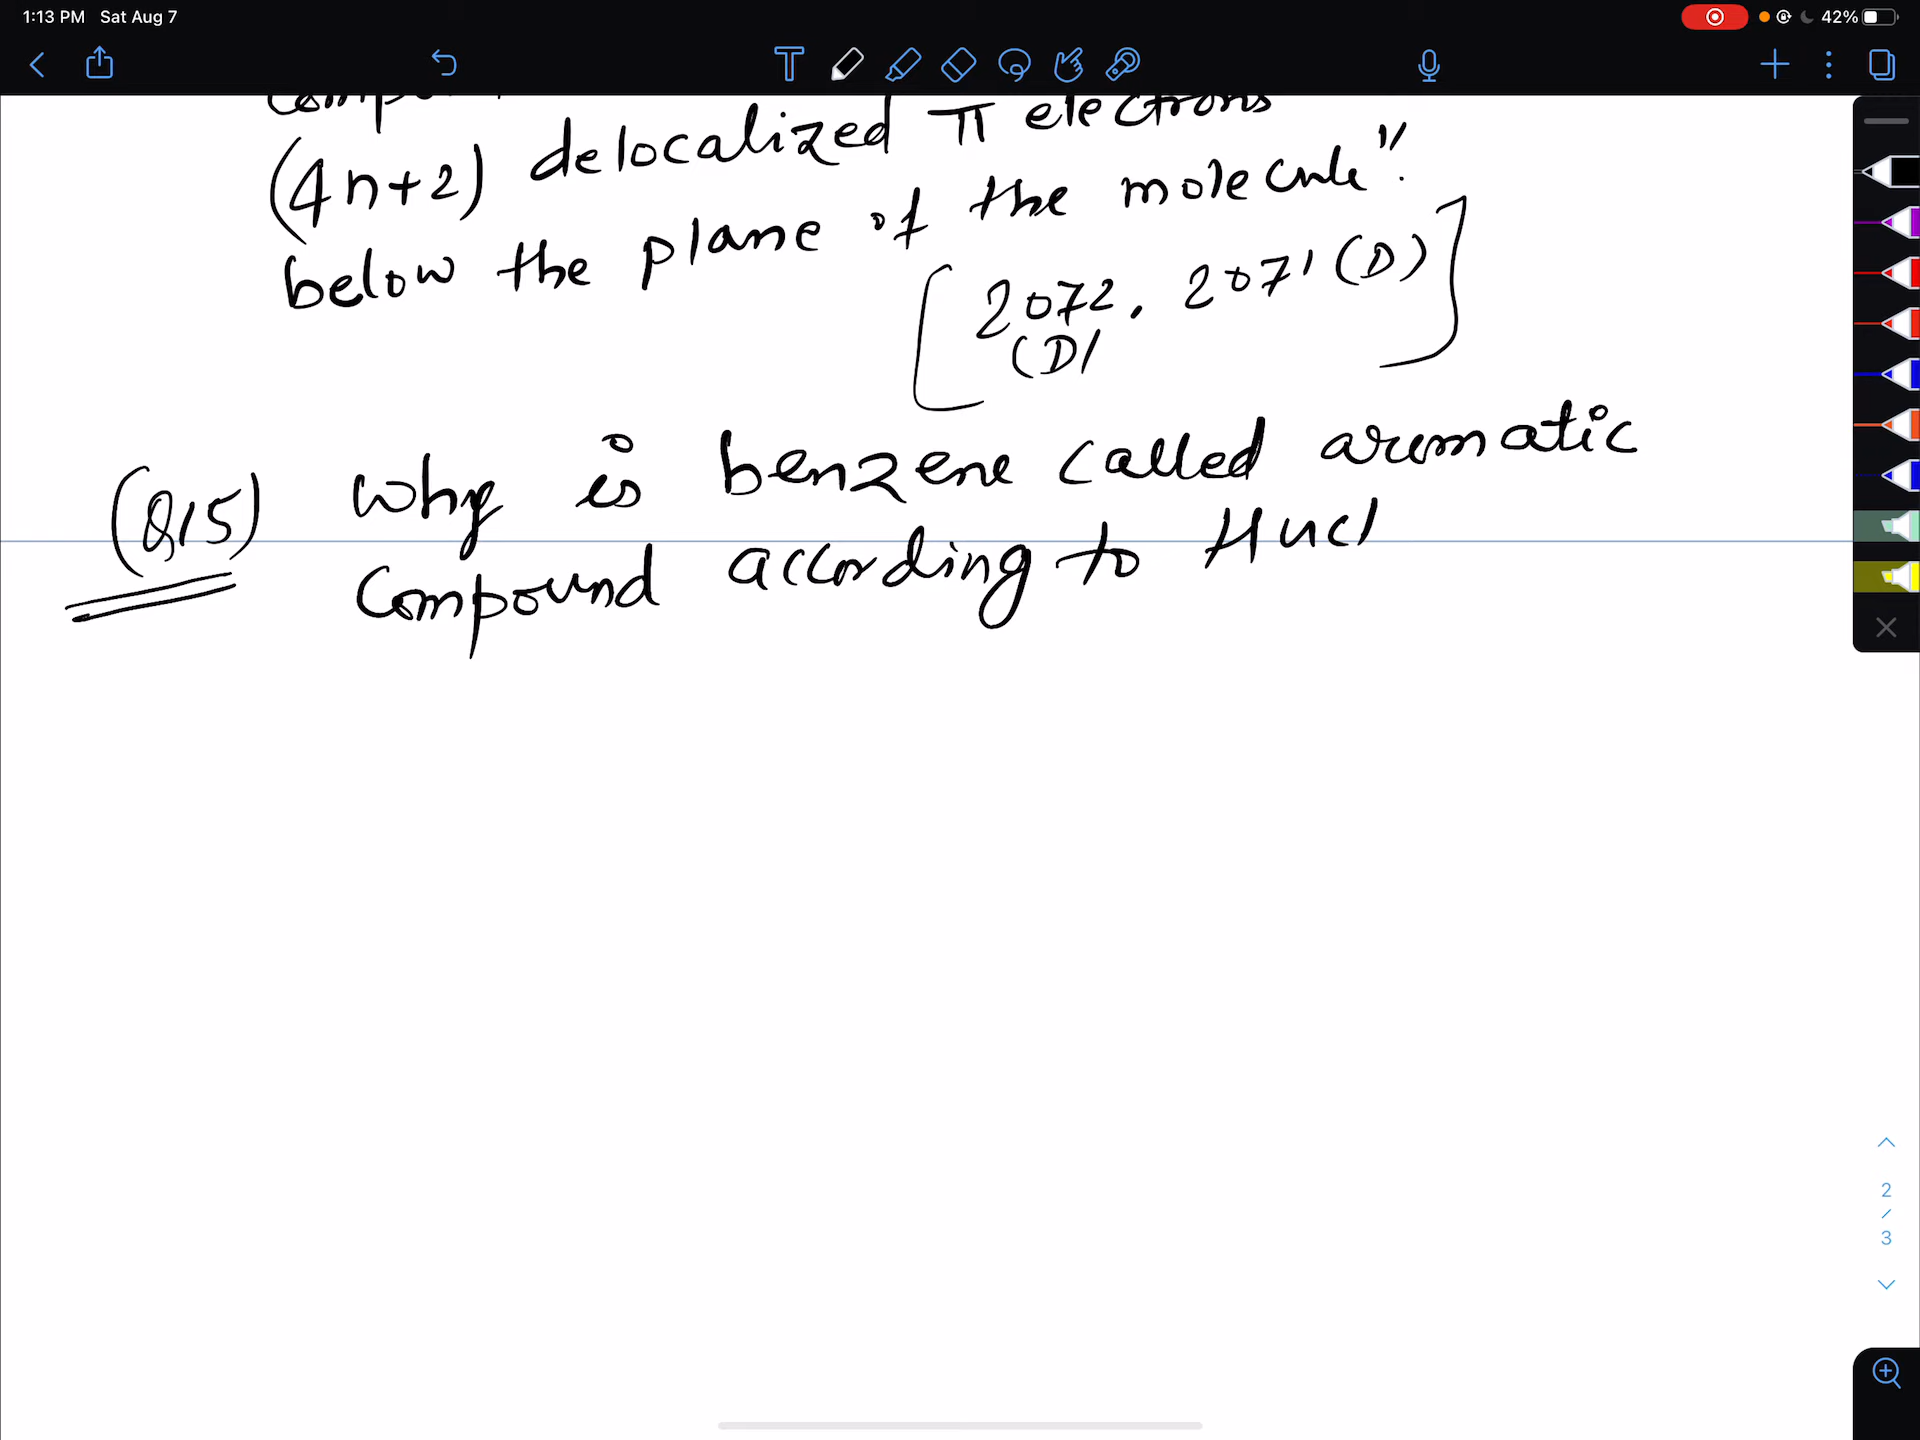 1:13 PM Sat Aug 7
42%
(4n+2) delocalized π electrons
below the plane of the molecule".
[2072, 2071 (D)]
(D)
(Q15) Why is benzene called aromatic
compound according to Huc
2
/
3